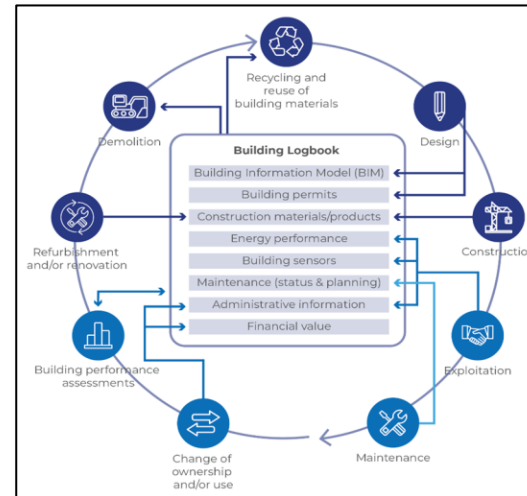 Recycling and
reuse of
building materials
Demolition
Design
Building Logbook
Building Information Model (BIM)
Building permits
Construction materials/products
Energy performance
Building sensors
Maintenance (status & planning)
Administrative information
Financial value
Refurbishment
and/or renovation
Construction
Building performance
assessments
Exploitation
Change of
ownership
and/or use
Maintenance